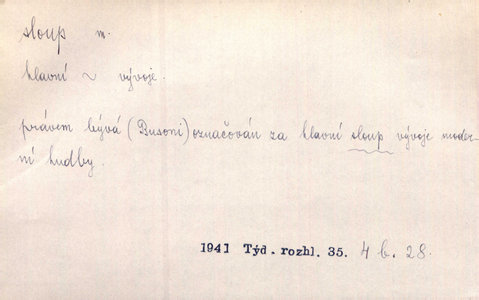 sloup m.
hlavní ~ vývoje.
právem bývá (Busoni) označován za hlavní sloup vývoje moder-
ní hudby.
1941 Týd. rozhl. 35. 4 b. 28.